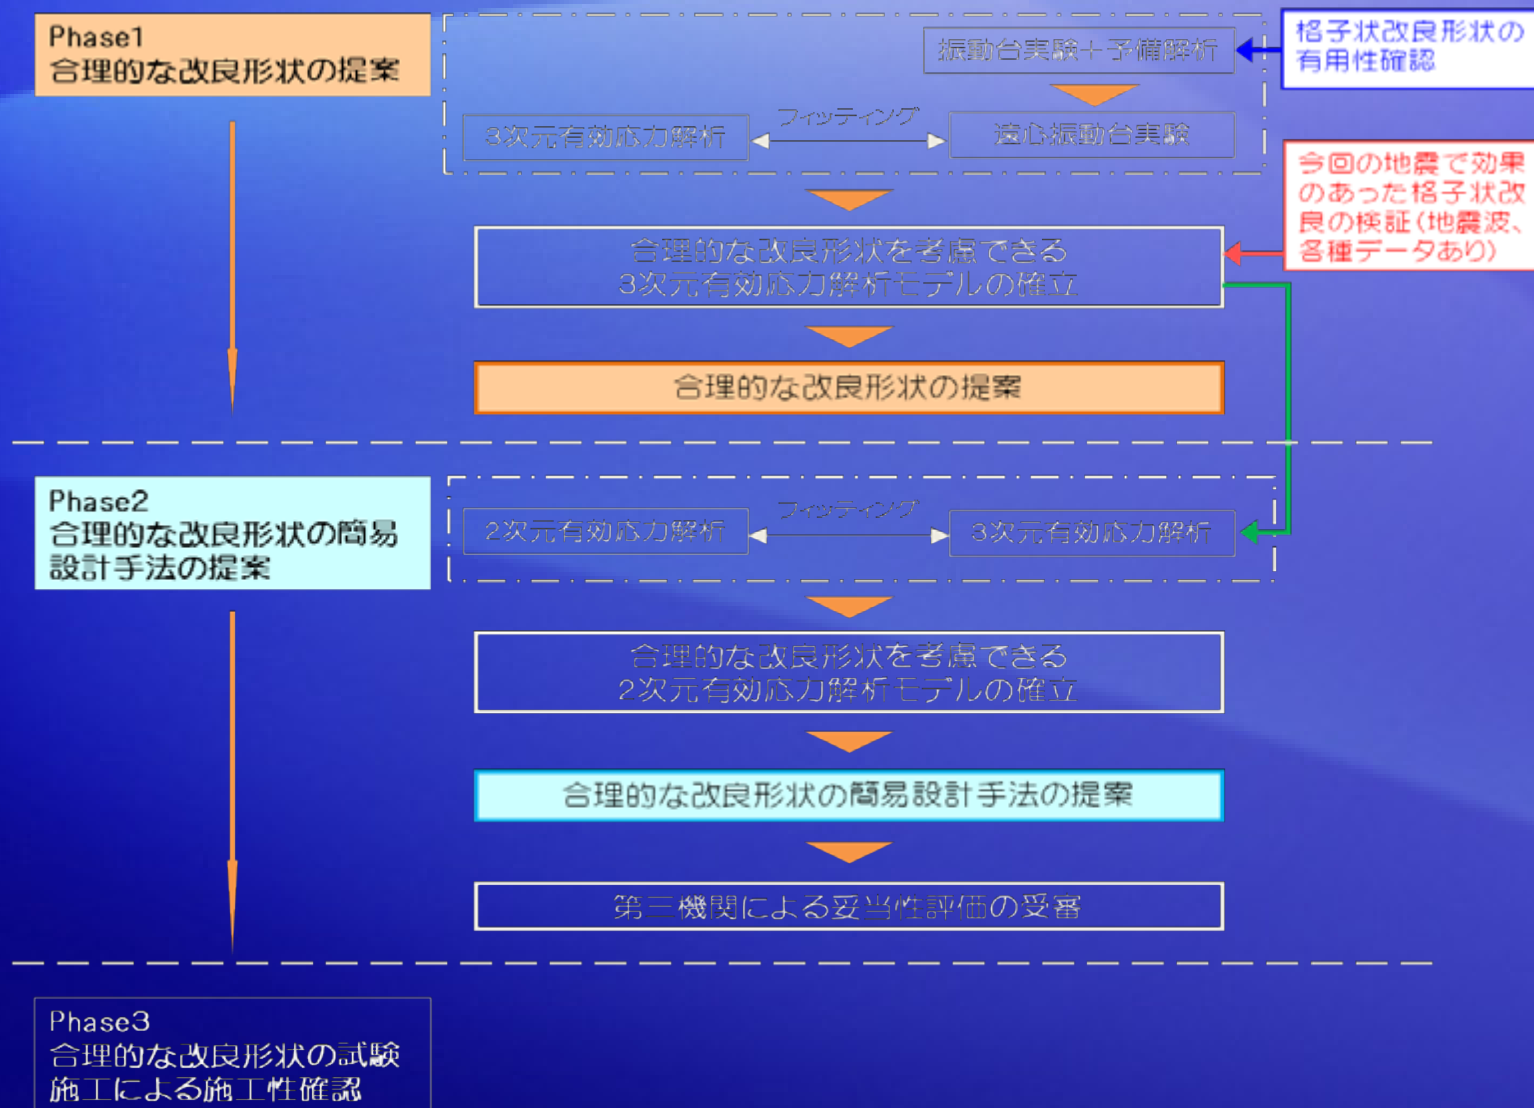 Phase1
合理的な改良形状の提案
振動台実験+予備解析
格子状改良形状の
有用性確認
3次元有効応力解析
フィッティング
遠心振動台実験
今回の地震で効果
のあった格子状改
良の検証(地震波、
各種データあり)
合理的な改良形状を考慮できる
3次元有効応力解析モデルの確立
合理的な改良形状の提案
Phase2
合理的な改良形状の簡易
設計手法の提案
2次元有効応力解析
フィッティング
3次元有効応力解析
合理的な改良形状を考慮できる
2次元有効応力解析モデルの確立
合理的な改良形状の簡易設計手法の提案
第三機関による妥当性評価の受審
Phase3
合理的な改良形状の試験
施工による施工性確認